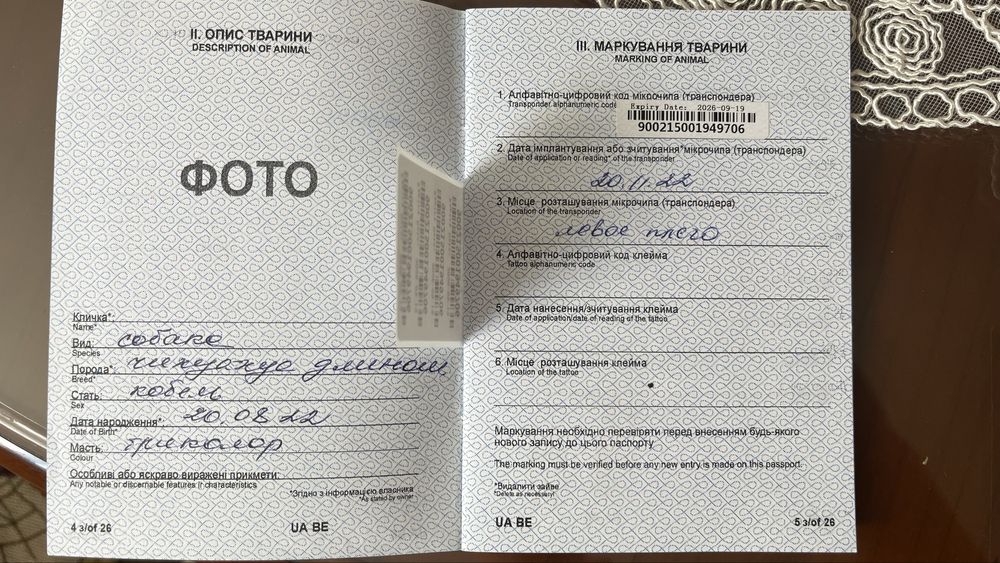 II. ОПИС ТВАРИНИ
DESCRIPTION OF ANIMAL
ФОТО
Кличка*:
Name*
Вид: собака
Species
Порода*: чихуахуа длинош.
Breed*
Стать: кобель
Sex
Дата народження*: 20.08.22
Date of Birth*
Масть: триколор
Colour
Особливі або яскраво виражені прикмети:
Any notable or discernable features or characteristics
*Згідно з інформацією власника
*As stated by owner
4 з/of 26
UA BE
III. МАРКУВАННЯ ТВАРИНИ
MARKING OF ANIMAL
1. Алфавітно-цифровий код мікрочипа (транспондера)
Transponder alphanumeric code
Expiry Date: 2026-09-19
900215001949706
2. Дата імплантування або зчитування*мікрочипа (транспондера)
Date of application or reading* of the transponder
20.11.22
3. Місце розташування мікрочипа (транспондера)
Location of the transponder
левое плечо
4. Алфавітно-цифровий код клейма
Tattoo alphanumeric code
5. Дата нанесення/зчитування клейма
Date of application/date of reading of the tattoo
6. Місце розташування клейма
Location of the tattoo
Маркування необхідно перевіряти перед внесенням будь-якого
нового запису до цього паспорту
The marking must be verified before any new entry is made on this passport.
*Видалити зайве
*Delete as necessary/
UA BE
5 з/of 26